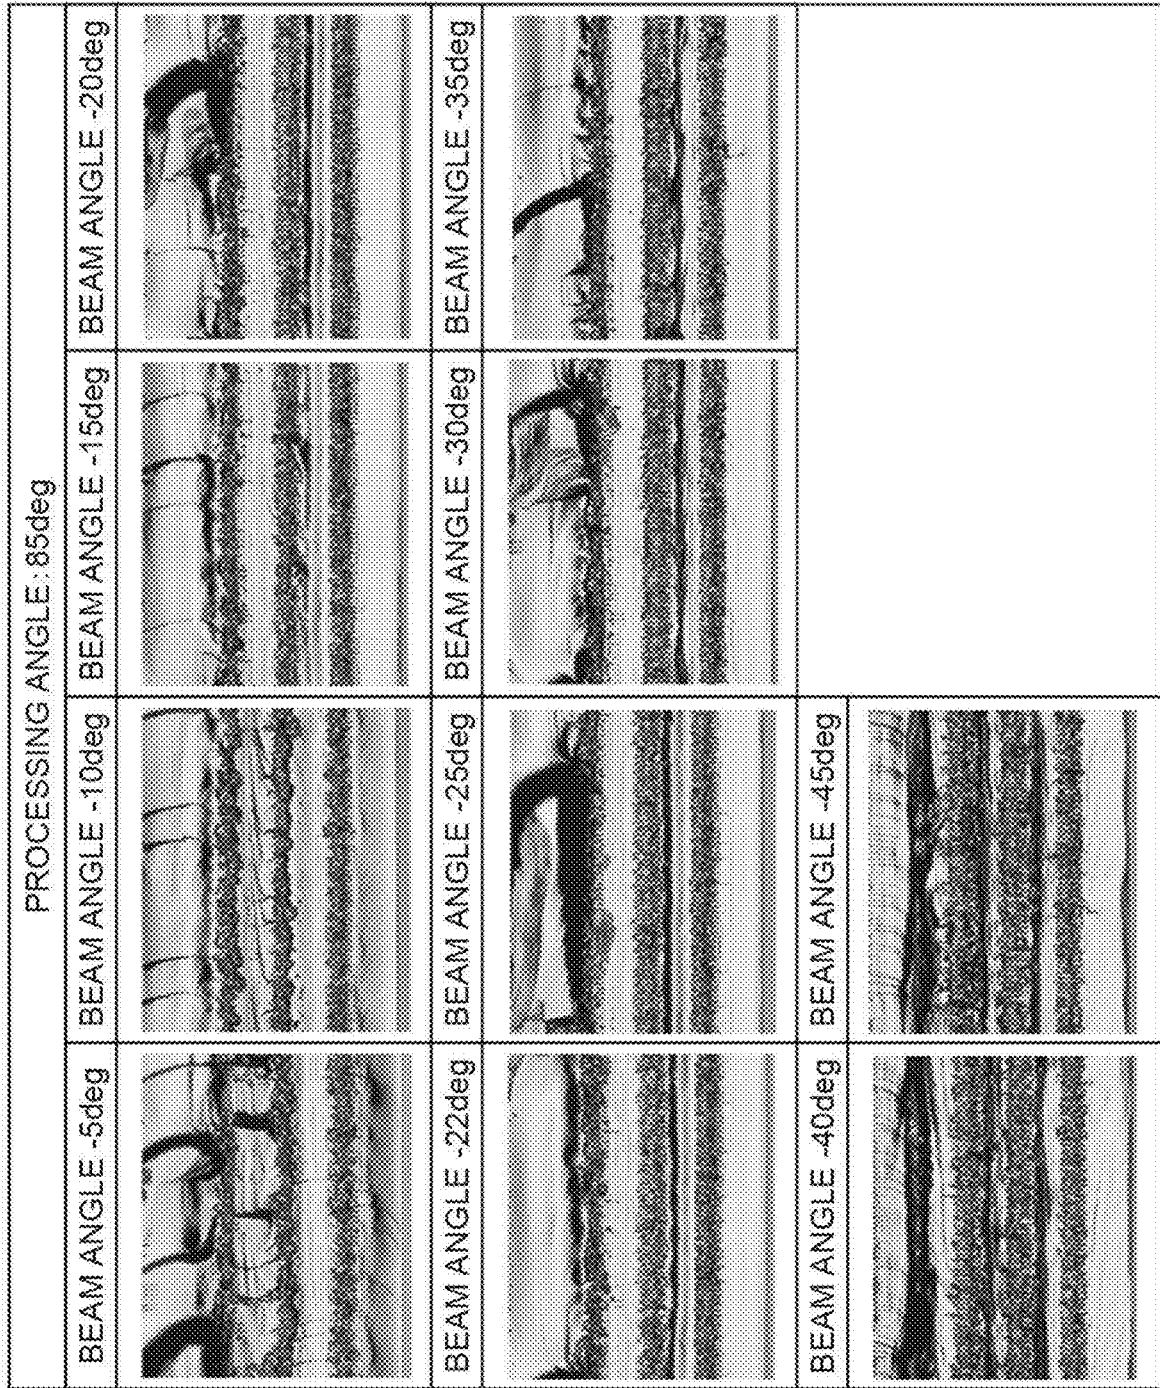 PROCESSING ANGLE:85deg
BEAM ANGLE -5deg
BEAM ANGLE -10deg
BEAM ANGLE -15deg
BEAM ANGLE -20deg
BEAM ANGLE -22deg
BEAM ANGLE -25deg
BEAM ANGLE -30deg
BEAM ANGLE -35deg
BEAM ANGLE -40deg
BEAM ANGLE -45deg